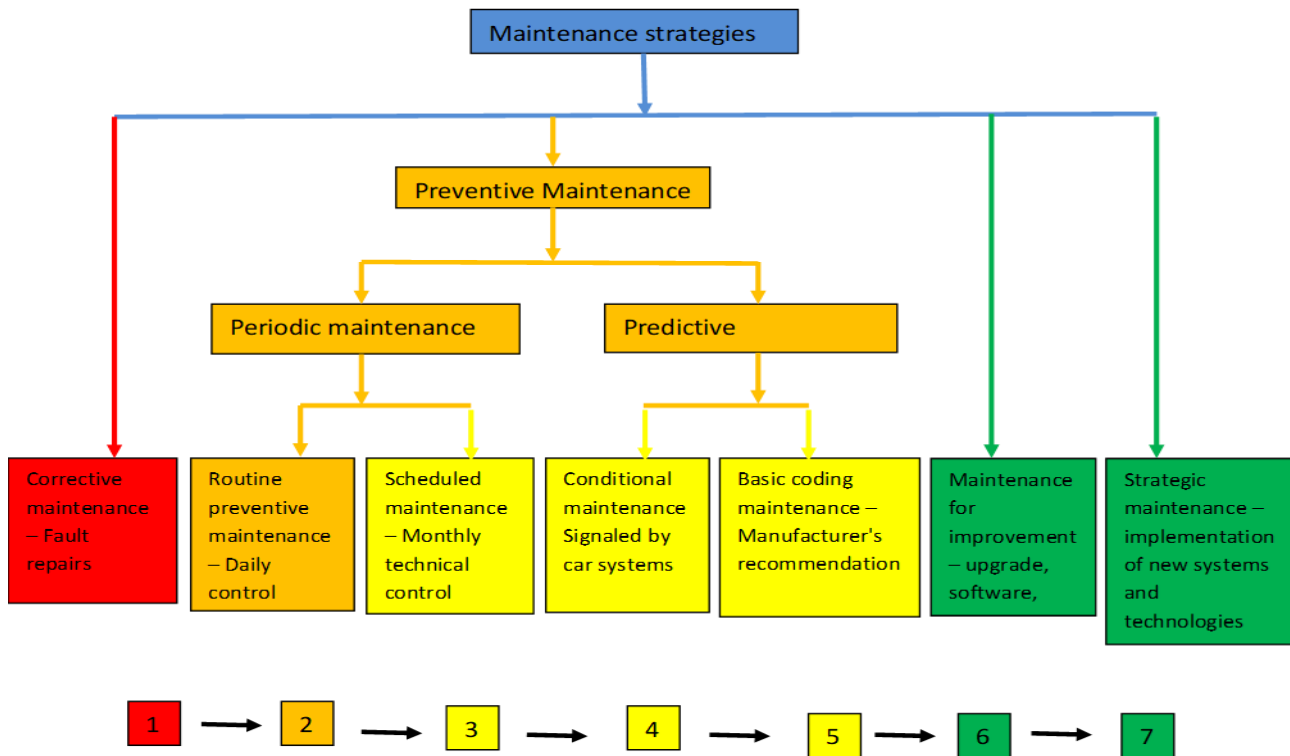 Maintenance strategies
Preventive Maintenance
Periodic maintenance
Predictive
Corrective
maintenance
– Fault
repairs
Routine
preventive
maintenance
– Daily
control
Scheduled
maintenance
– Monthly
technical
control
Conditional
maintenance
Signaled by
car systems
Basic coding
maintenance –
Manufacturer's
recommendation
Maintenance
for
improvement
– upgrade,
software,
Strategic
maintenance –
implementation
of new systems
and
technologies
1
2
3
4
5
6
7